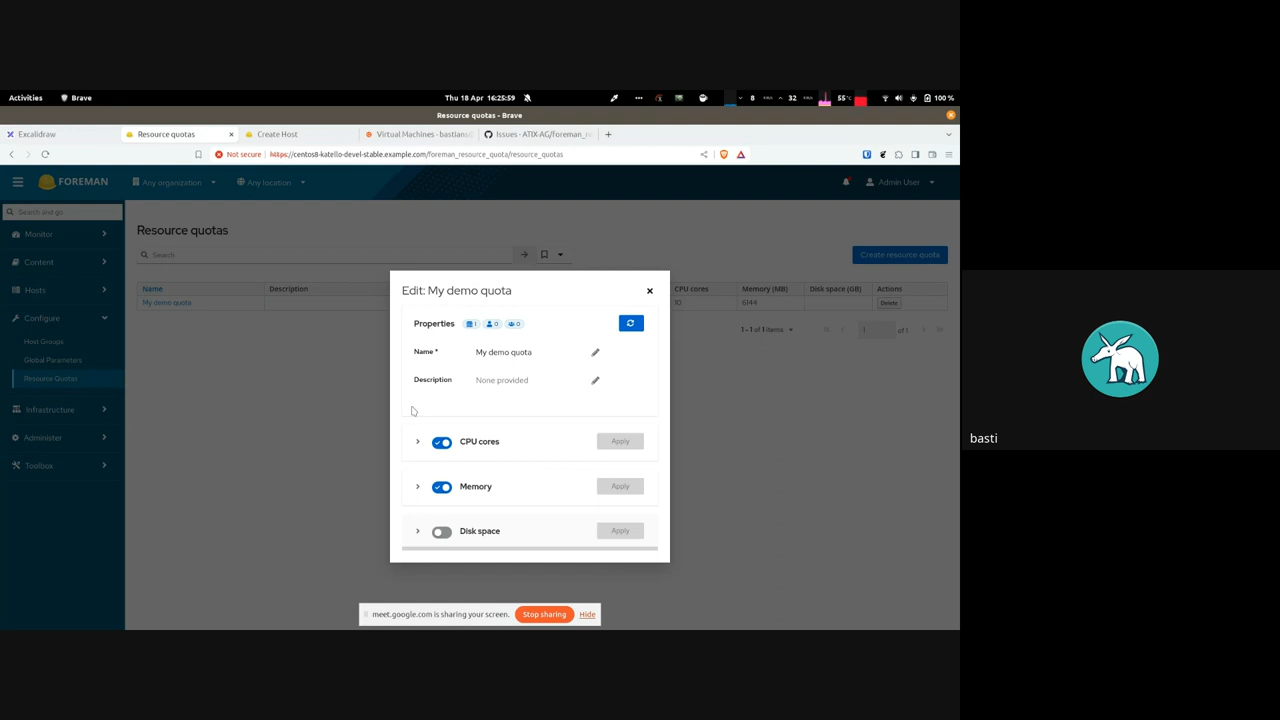 Activities
Brave
Thu 18 Apr 16:25:59
8
32
55°C
100 %
Resource quotas - Brave
Excalidraw
Resource quotas
Create Host
Virtual Machines - bastians@
Issues · ATIX-AG/foreman_re
Not secure
https://centos8-katello-devel-stable.example.com/foreman_resource_quota/resource_quotas
FOREMAN
Any organization
Any location
Admin User
Search and go
Monitor
Content
Hosts
Configure
Host Groups
Global Parameters
Resource Quotas
Infrastructure
Administer
Toolbox
Resource quotas
Search
Create resource quota
Name
Description
CPU cores
Memory (MB)
Disk space (GB)
Actions
My demo quota
10
6144
Delete
1 - 1 of 1 items
1
of 1
Edit: My demo quota
Properties
1
0
0
Name *
My demo quota
Description
None provided
CPU cores
Apply
Memory
Apply
Disk space
Apply
meet.google.com is sharing your screen.
Stop sharing
Hide
basti